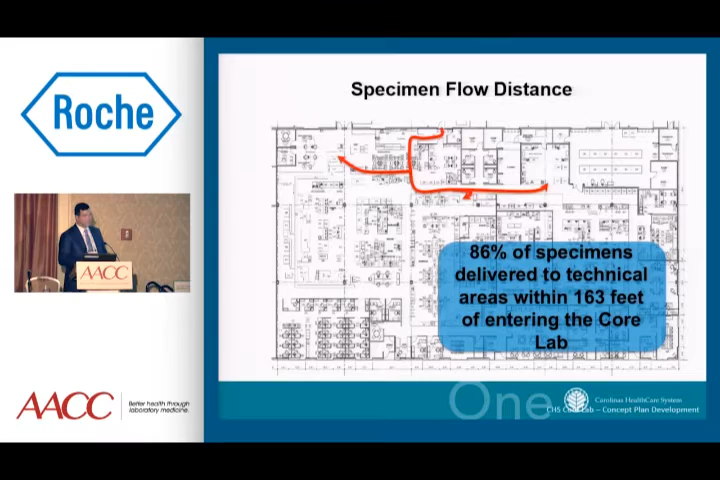 Roche
AACC
AACC
Better health through
laboratory medicine.
Specimen Flow Distance
86% of specimens
delivered to technical
areas within 163 feet
of entering the Core
Lab
One
Carolinas HealthCare System
CHS Core Lab – Concept Plan Development